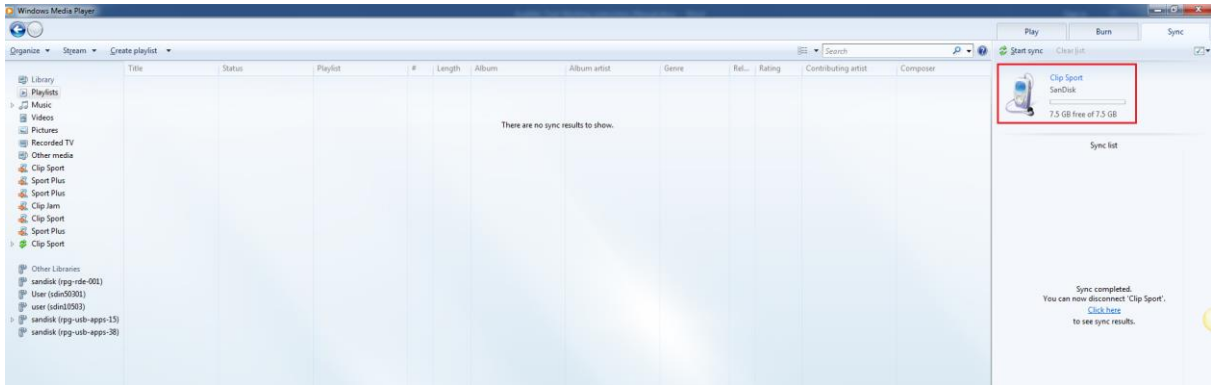 Windows Media Player
Play Burn Sync
Organize Stream Create playlist Search Start sync Clear list
Title Status Playlist # Length Album Album artist Genre Rel... Rating Contributing artist Composer
Library
Playlists
Music
Videos
Pictures
Recorded TV
Other media
Clip Sport
Sport Plus
Sport Plus
Clip Jam
Clip Sport
Sport Plus
Clip Sport
Other Libraries
sandisk (rpg-rde-001)
User (sdin50301)
user (sdin10503)
sandisk (rpg-usb-apps-15)
sandisk (rpg-usb-apps-38)
There are no sync results to show.
Clip Sport
SanDisk
7.5 GB free of 7.5 GB
Sync list
Sync completed.
You can now disconnect 'Clip Sport'.
Click here
to see sync results.